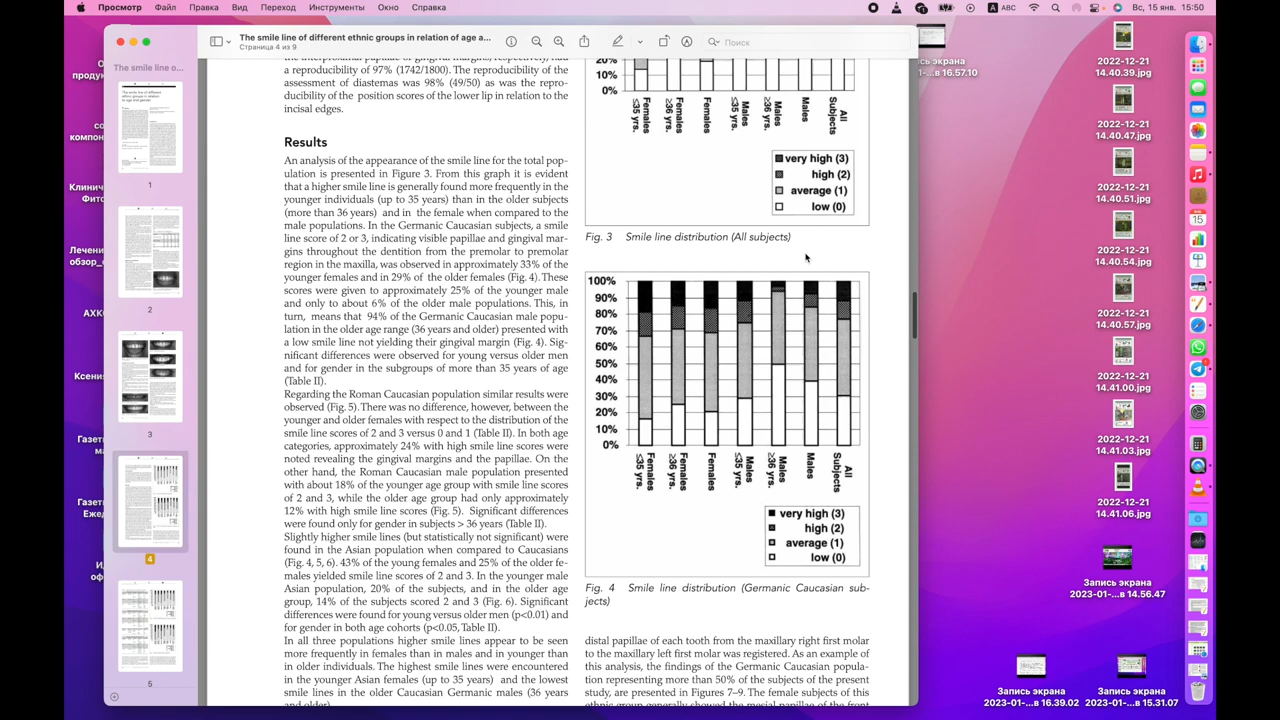 Просмотр Файл Правка Вид Переход Инструменты Окно Справка
A ABC Вс, 15 янв. 15:50
The smile line of different ethnic groups in relation of age a...
Страница 4 из 9
Поиск
The smile line o...
1
2
3
4
5
a reproducibility of 97% (1742/1800). The reproducibility of the
assessment of diastemata was 98% (49/50) as was the repro-
ducibility of the position scores of the lower lip in relation to the
incisal edges.
Results
An analysis of the appearance of the smile line for the total pop-
ulation is presented in Figure 3. From this graph it is evident
that a higher smile line is generally found more frequently in the
younger individuals (up to 35 years) than in the older subjects
(more than 36 years) and in the female when compared to the
male populations. In the Germanic Caucasian subjects, a smile
line score of 2 or 3, indicating visible papillae and gingival mar-
gins throughout the dentition from the premolar to premolar
region in the maxilla, was observed in approximately 33% of the
younger females and in 29% of the older females (Fig. 4). These
scores were given to approximately 25% of the younger male
and only to about 6% of the older male populations. This, in
turn, means that 94% of the Germanic Caucasian male popu-
lation in the older age range (36 years and older) presented with
a low smile line not yielding their gingival margin (Fig. 4). Sig-
nificant differences were observed for young versus older men
and/for gender in the subgroups of more than 35 years of age
(Table II).
Regarding the Roman Caucasian population similar results were
observed (Fig. 5). There was no difference, however, between the
younger and older females with respect to the distribution of the
smile line scores of 2 and 3 versus 0 and 1 (Table II). In both age
categories, approximately 24% with high smile line scores were
noted revealing the gingival margins and the papillae. On the
other hand, the Roman Caucasian male population presented
with about 18% of the younger age group with smile line scores
of 2 and 3, while the older age group had only approximately
12% with high smile line scores (Fig. 5). Significant differences
were found only for gender in subjects > 36 years (Table II).
Slightly higher smile lines (but statistically not significant) were
found in the Asian population when compared to Caucasians
(Fig. 4, 5, 6). 43% of the young females and 25% of the older fe-
males yielded smile line scores of 2 and 3. In the younger male
Asian population, 20% of the subjects, and in the older age
group, 14% of the subjects scored 2 and 3 (Fig. 6). Significant
differences were found for young versus older men (p<0.01) and
for gender in both age cohorts (p<0.05, Table II).
In all three populations higher smile lines appear to be seen
more frequently in females than in males and in younger than
in older individuals. The highest smile lines were encountered
in the younger Asian females (up to 35 years) and the lowest
smile lines in the older Caucasian Germanic males (36 years
and older).
20%
10%
0%
Females ≤35 yrs.
Females ≥36 yrs.
Females
Males ≤35 yrs.
Males ≥36 yrs.
Males
All Subjects
very high (3)
high (2)
average (1)
low (0)
Fig. 3 Smile line distribution (All subjects)
100%
90%
80%
70%
60%
50%
40%
30%
20%
10%
0%
Females ≤35 yrs.
Females ≥36 yrs.
Females
Males ≤35 yrs.
Males ≥36 yrs.
Males
All Subjects
very high (3)
high (2)
average (1)
low (0)
Fig. 4 Smile line distribution (Germanic Caucasian sub-
jects)
distal papillae of each tooth from the maxillary right first molar
to the maxillary left first molar was registered. As an example of
this analysis, the findings of the Germanic Caucasian popula-
tion representing more than 50% of the subjects of the present
study, are presented in Figures 7–9. The female subjects of this
ethnic group generally showed the mesial papillae of the front
2022-12-21
14.40.39.jpg
2022-12-21
14.40.47.jpg
2022-12-21
14.40.51.jpg
2022-12-21
14.40.54.jpg
2022-12-21
14.40.57.jpg
2022-12-21
14.41.00.jpg
2022-12-21
14.41.03.jpg
2022-12-21
14.41.06.jpg
Запись экрана
2023-01-...в 14.56.47
Запись экрана
2023-01-...в 16.39.02
Запись экрана
2023-01-...в 15.31.07
в 16.57.10